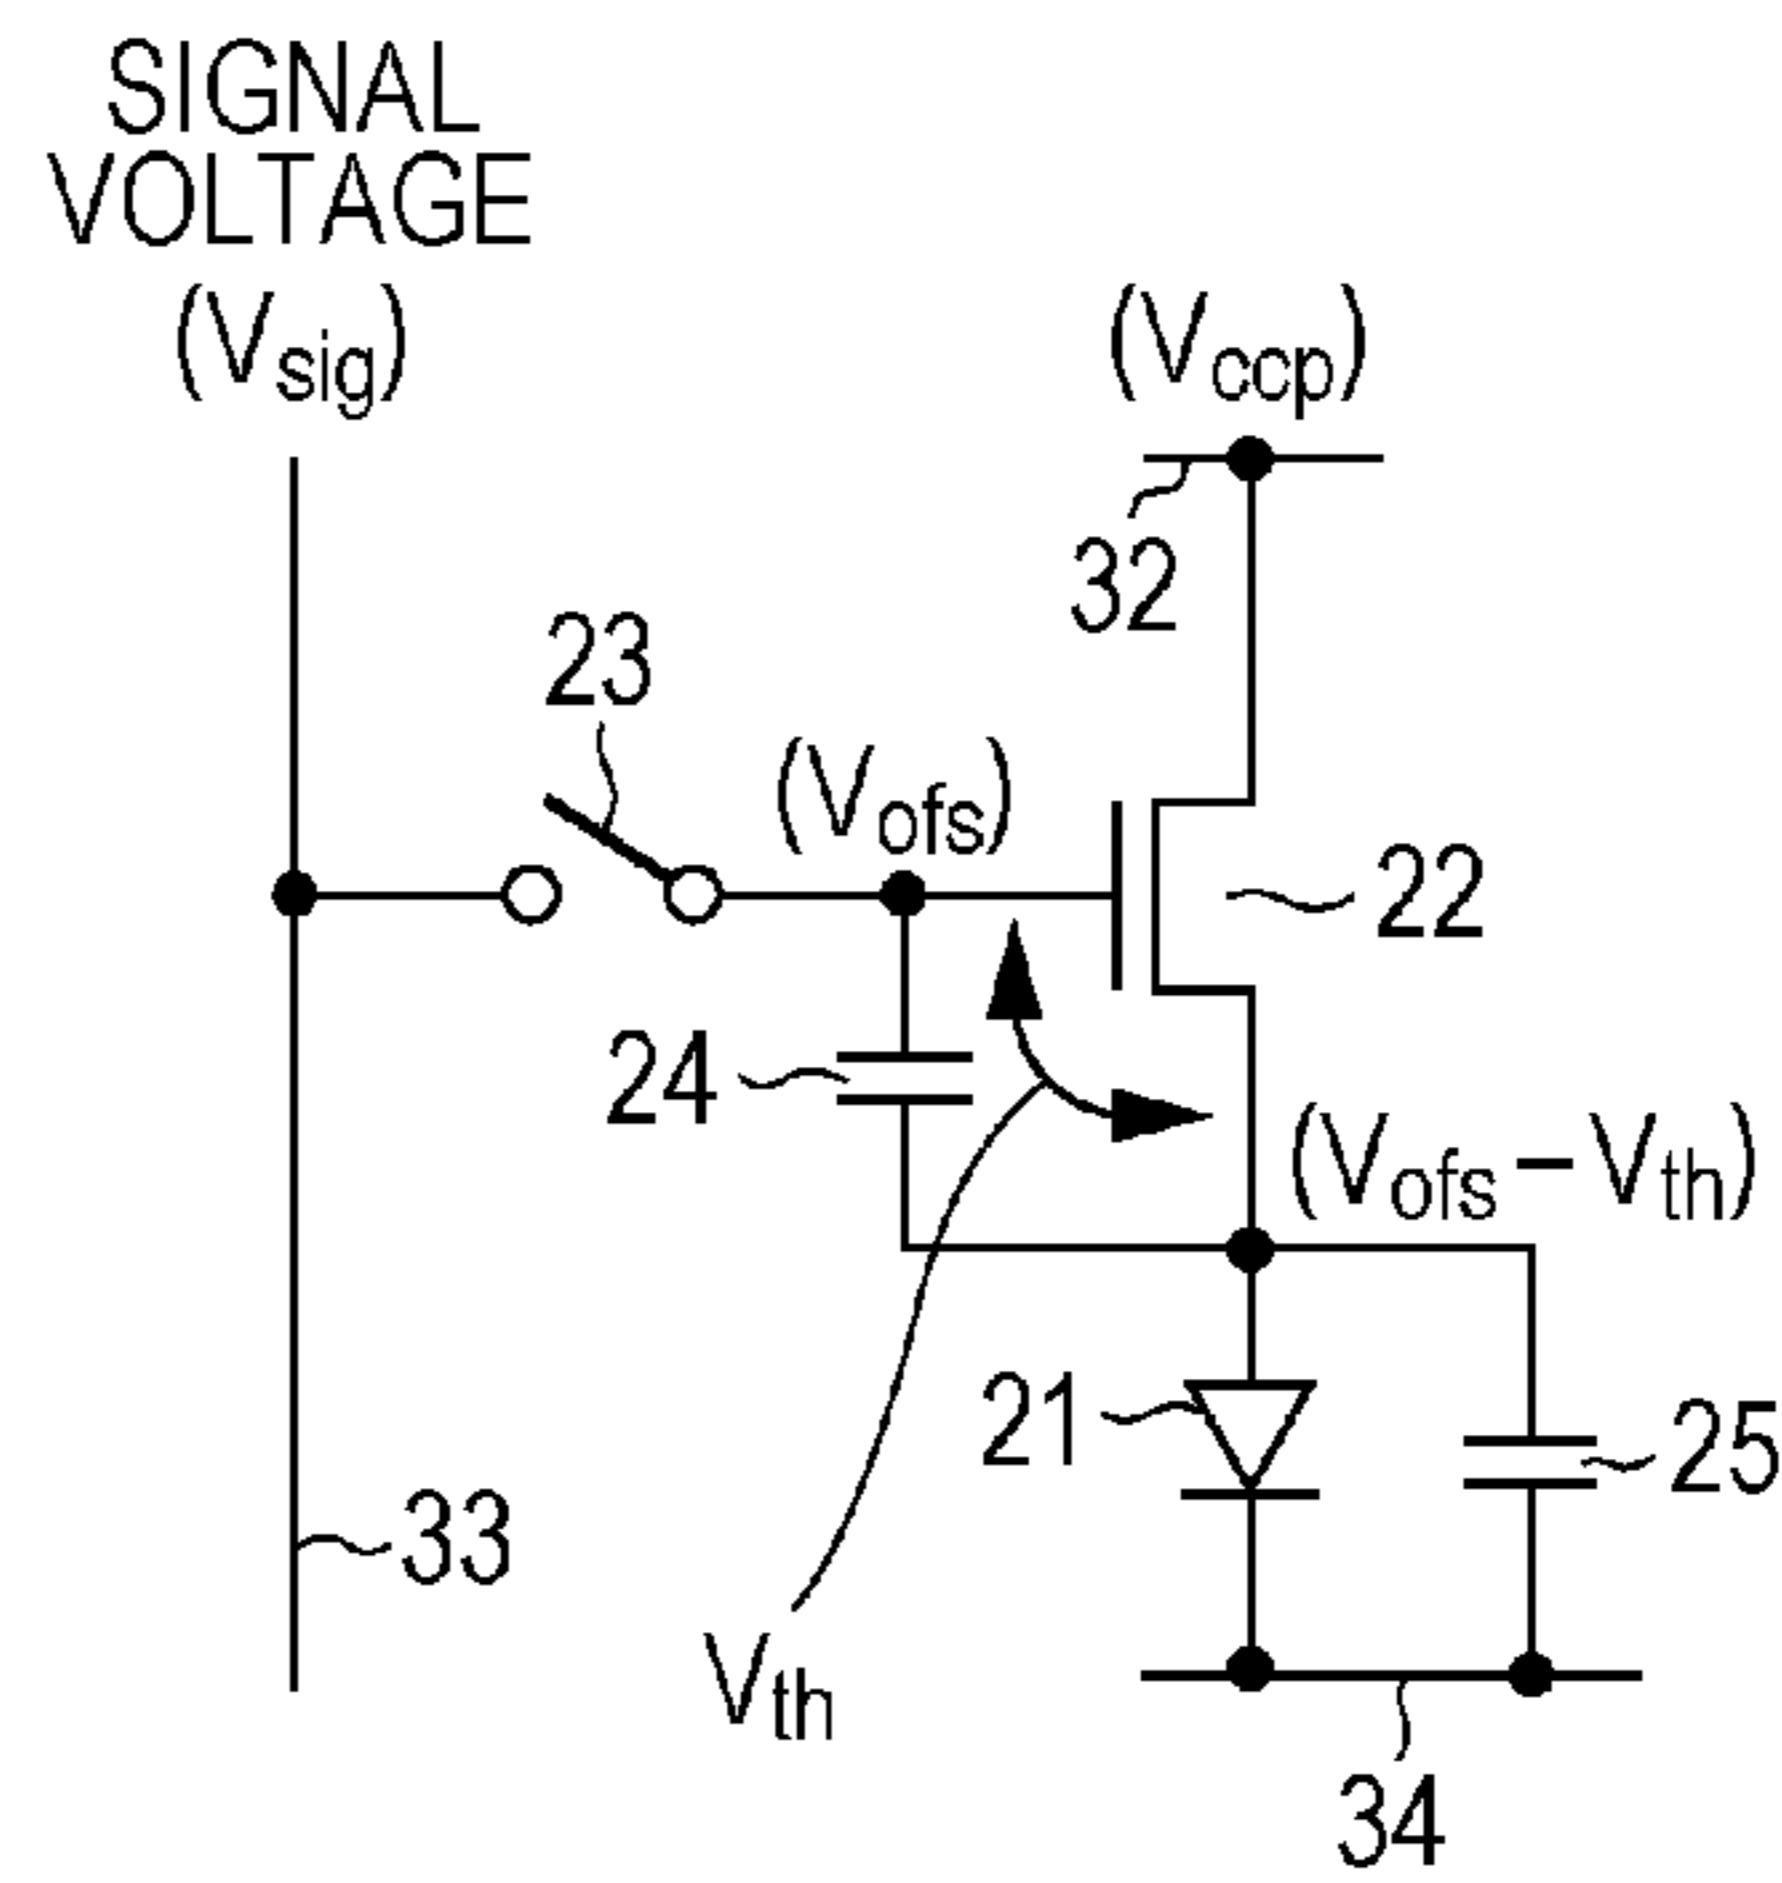 SIGNAL
VOLTAGE
(Vsig)
(Vccp)
32
23
(Vofs)
22
24
(Vofs – Vth)
21
25
33
Vth
34